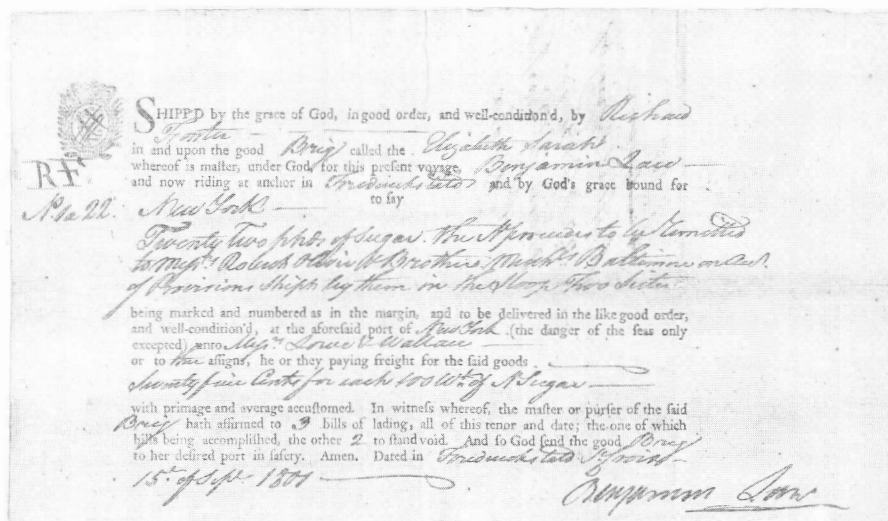 SHIPP'D by the grace of God, in good order, and well-condition'd, by Richard
Foster
in and upon the good Brig called the Elizabeth Sarah
whereof is master, under God, for this present voyage, Benjamin Law
and now riding at anchor in Fredericksted and by God's grace bound for
RF
to say
No. 1 a 22. New York
Twenty Two hhds of Sugar. the Nt proceeds to be Remitted
to Messrs. Robert Oliver & Brothers, Baltimore on
of Provisions Shipt by them in the Sloop Two Sisters
being marked and numbered as in the margin, and to be delivered in the like good order,
and well-condition'd, at the aforesaid port of New York (the danger of the seas only
excepted) unto Messrs. Lowe & Wallace
or to assigns, he or they paying freight for the said goods
five Cents for each 100 Wt. of Nt Sugar
with primage and average accustomed. In witness whereof, the master or purser of the said
Brig hath affirmed to 3 bills of lading, all of this tenor and date; the one of which
bills being accomplished, the other 2 to stand void. And so God send the good Brig
to her desired port in safety. Amen. Dated in Fredericksted St Croix
15t. of Sept. 1801
Benjamin Law